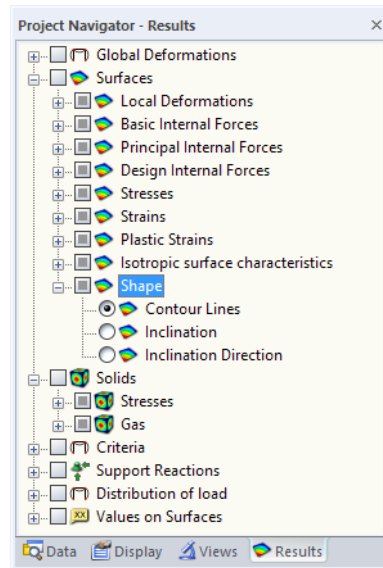 Project Navigator - Results
Global Deformations
Surfaces
Local Deformations
Basic Internal Forces
Principal Internal Forces
Design Internal Forces
Stresses
Strains
Plastic Strains
Isotropic surface characteristics
Shape
Contour Lines
Inclination
Inclination Direction
Solids
Stresses
Gas
Criteria
Support Reactions
Distribution of load
xx Values on Surfaces
Data Display Views Results